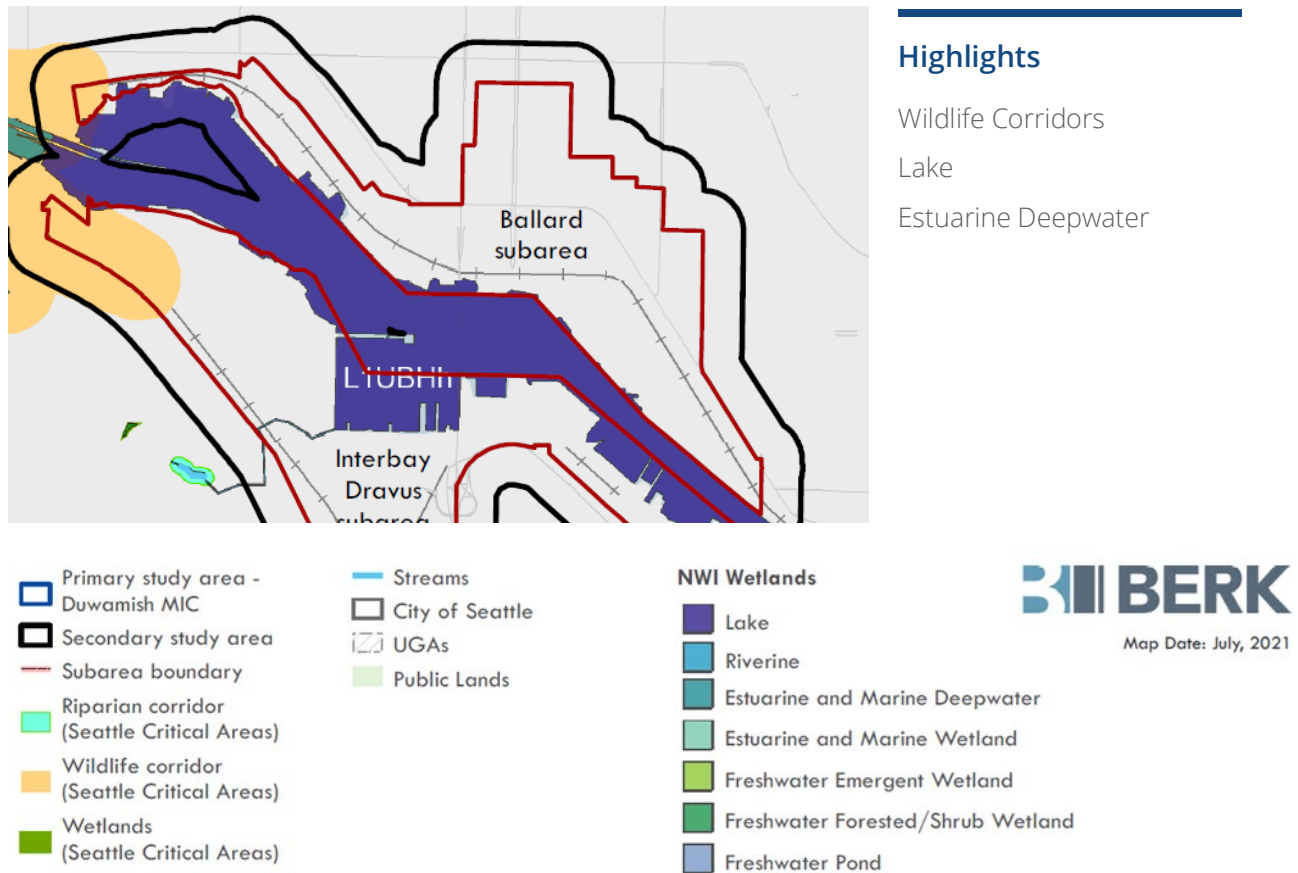 Highlights
Wildlife Corridors
Lake
Estuarine Deepwater
Ballard
subarea
L1UBHh
Interbay
Dravus
subarea
Primary study area -
Duwamish MIC
Secondary study area
Subarea boundary
Riparian corridor
(Seattle Critical Areas)
Wildlife corridor
(Seattle Critical Areas)
Wetlands
(Seattle Critical Areas)
Streams
City of Seattle
UGAs
Public Lands
NWI Wetlands
Lake
Riverine
Estuarine and Marine Deepwater
Estuarine and Marine Wetland
Freshwater Emergent Wetland
Freshwater Forested/Shrub Wetland
Freshwater Pond
BERK
Map Date: July, 2021